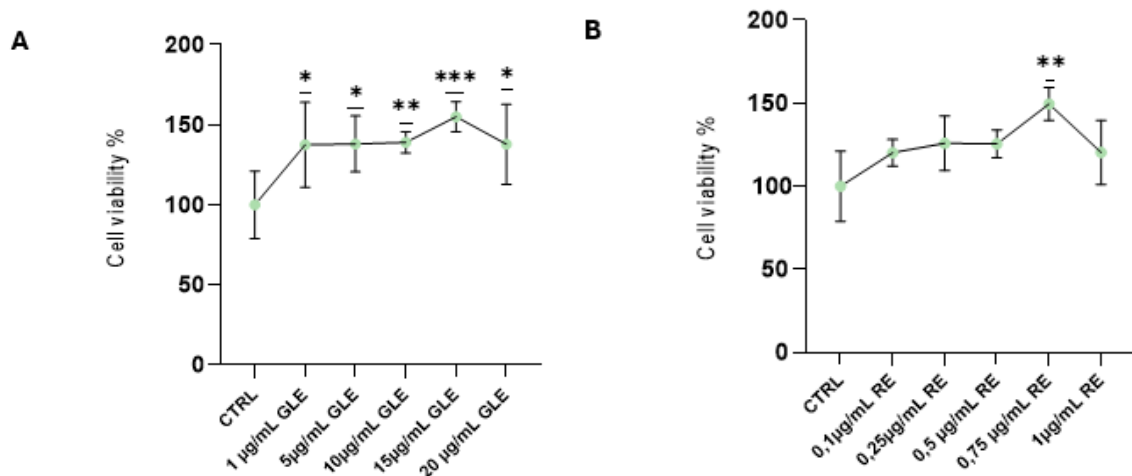 A
Cell viability %
200
150
100
50
0
*
*
**
***
*
CTRL
1 µg/mL GLE
5µg/mL GLE
10µg/mL GLE
15µg/mL GLE
20 µg/mL GLE
B
Cell viability %
200
150
100
50
0
**
CTRL
0,1µg/mL RE
0,25µg/mL RE
0,5 µg/mL RE
0,75 µg/mL RE
1µg/mL RE